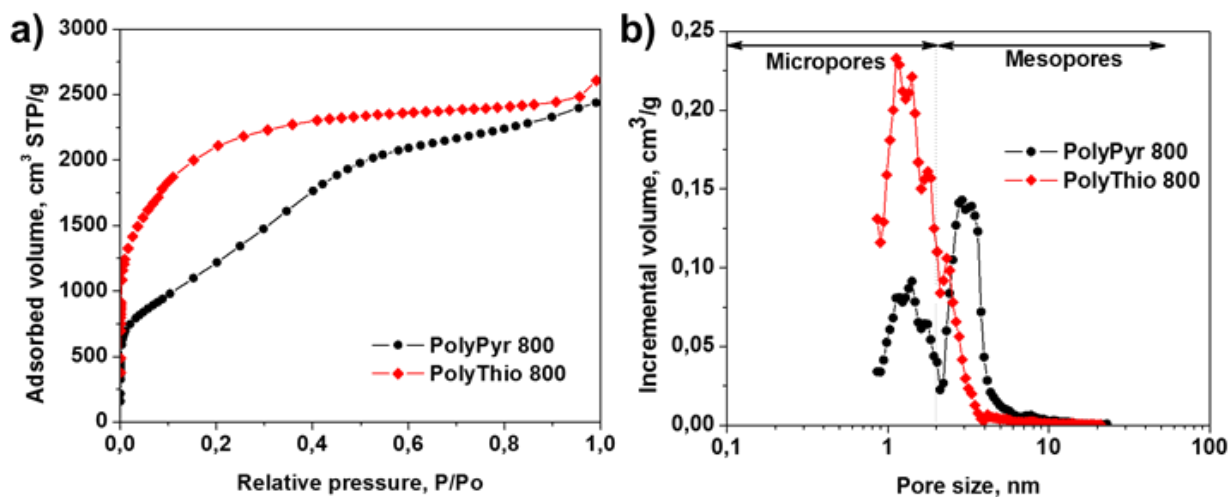 a)
Adsorbed volume, cm³ STP/g
3000
2500
2000
1500
1000
500
0
0,0
0,2
0,4
0,6
0,8
1,0
Relative pressure, P/Po
PolyPyr 800
PolyThio 800
b)
Incremental volume, cm³/g
0,25
0,20
0,15
0,10
0,05
0,00
0,1
1
10
100
Pore size, nm
Micropores
Mesopores
PolyPyr 800
PolyThio 800